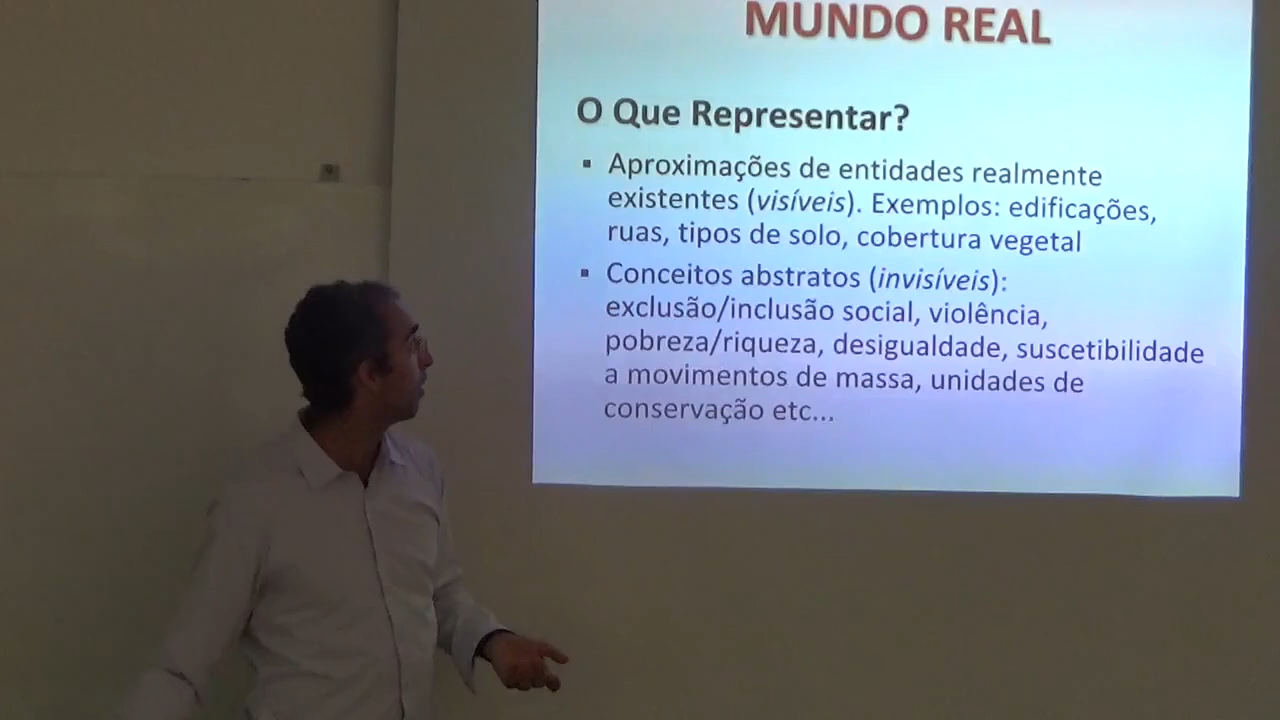 MUNDO REAL
O Que Representar?
▪ Aproximações de entidades realmente
existentes (visíveis). Exemplos: edificações,
ruas, tipos de solo, cobertura vegetal
▪ Conceitos abstratos (invisíveis):
exclusão/inclusão social, violência,
pobreza/riqueza, desigualdade, suscetibilidade
a movimentos de massa, unidades de
conservação etc...